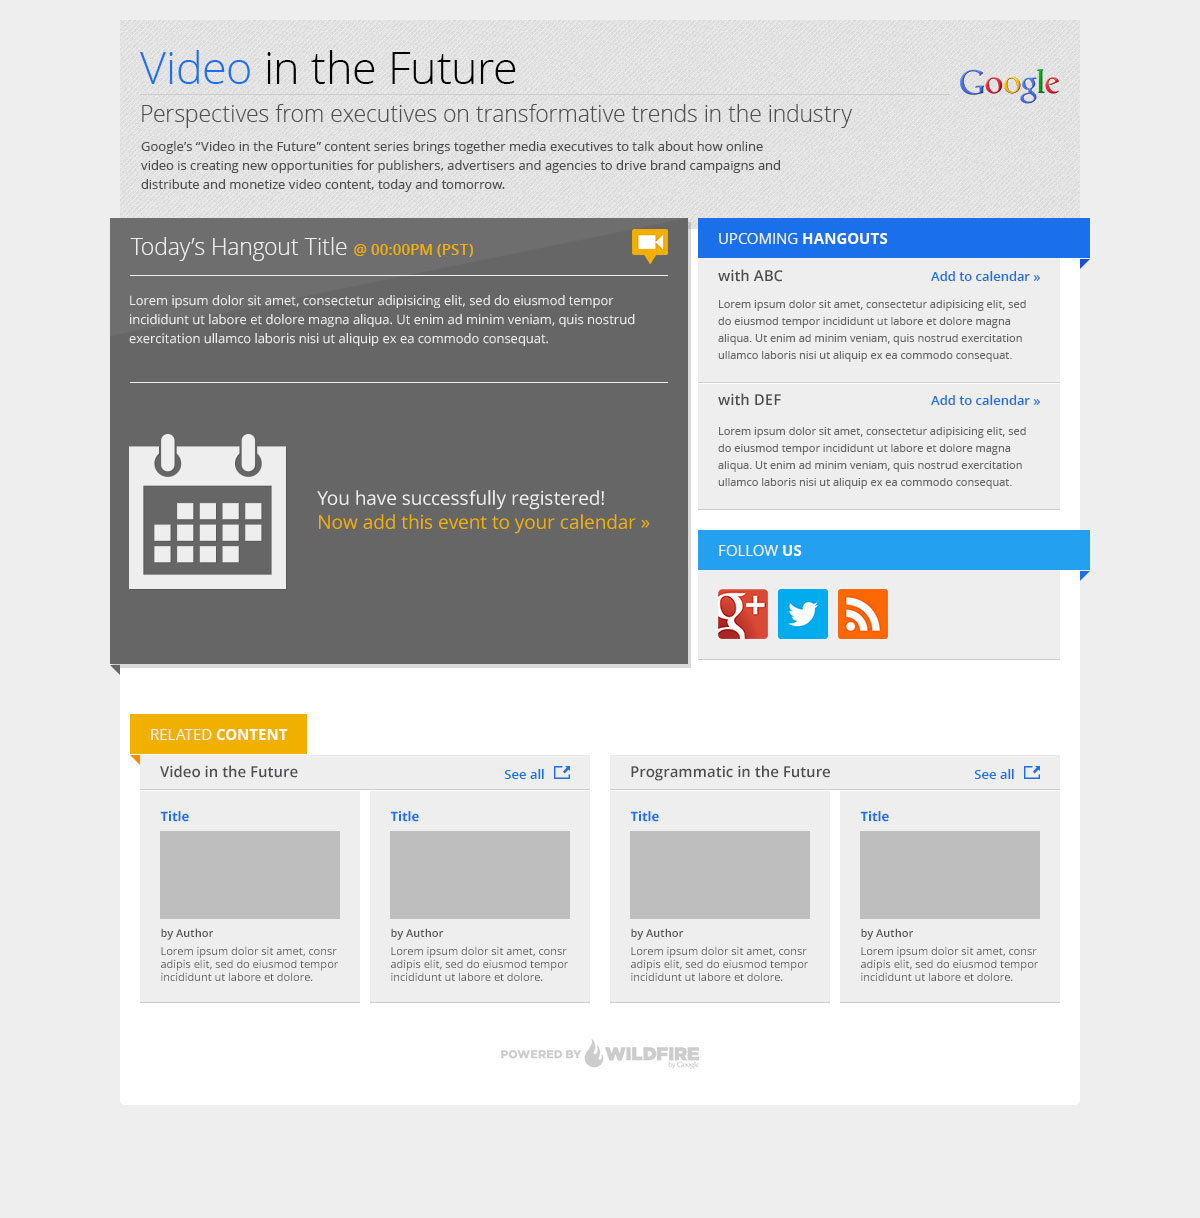 Video in the Future
Google
Perspectives from executives on transformative trends in the industry
Google's “Video in the Future” content series brings together media executives to talk about how online
video is creating new opportunities for publishers, advertisers and agencies to drive brand campaigns and
distribute and monetize video content, today and tomorrow.
Today's Hangout Title @ 00:00PM (PST)
Lorem ipsum dolor sit amet, consectetur adipisicing elit, sed do eiusmod tempor
incididunt ut labore et dolore magna aliqua. Ut enim ad minim veniam, quis nostrud
exercitation ullamco laboris nisi ut aliquip ex ea commodo consequat.
You have successfully registered!
Now add this event to your calendar »
UPCOMING HANGOUTS
with ABC
Add to calendar »
Lorem ipsum dolor sit amet, consectetur adipisicing elit, sed
do eiusmod tempor incididunt ut labore et dolore magna
aliqua. Ut enim ad minim veniam, quis nostrud exercitation
ullamco laboris nisi ut aliquip ex ea commodo consequat.
with DEF
Add to calendar »
Lorem ipsum dolor sit amet, consectetur adipisicing elit, sed
do eiusmod tempor incididunt ut labore et dolore magna
aliqua. Ut enim ad minim veniam, quis nostrud exercitation
ullamco laboris nisi ut aliquip ex ea commodo consequat.
FOLLOW US
g+
RELATED CONTENT
Video in the Future
See all
Title
by Author
Lorem ipsum dolor sit amet, consr
adipis elit, sed do eiusmod tempor
incididunt ut labore et dolore.
Title
by Author
Lorem ipsum dolor sit amet, consr
adipis elit, sed do eiusmod tempor
incididunt ut labore et dolore.
Programmatic in the Future
See all
Title
by Author
Lorem ipsum dolor sit amet, consr
adipis elit, sed do eiusmod tempor
incididunt ut labore et dolore.
Title
by Author
Lorem ipsum dolor sit amet, consr
adipis elit, sed do eiusmod tempor
incididunt ut labore et dolore.
POWERED BY WILDFIRE
by Google